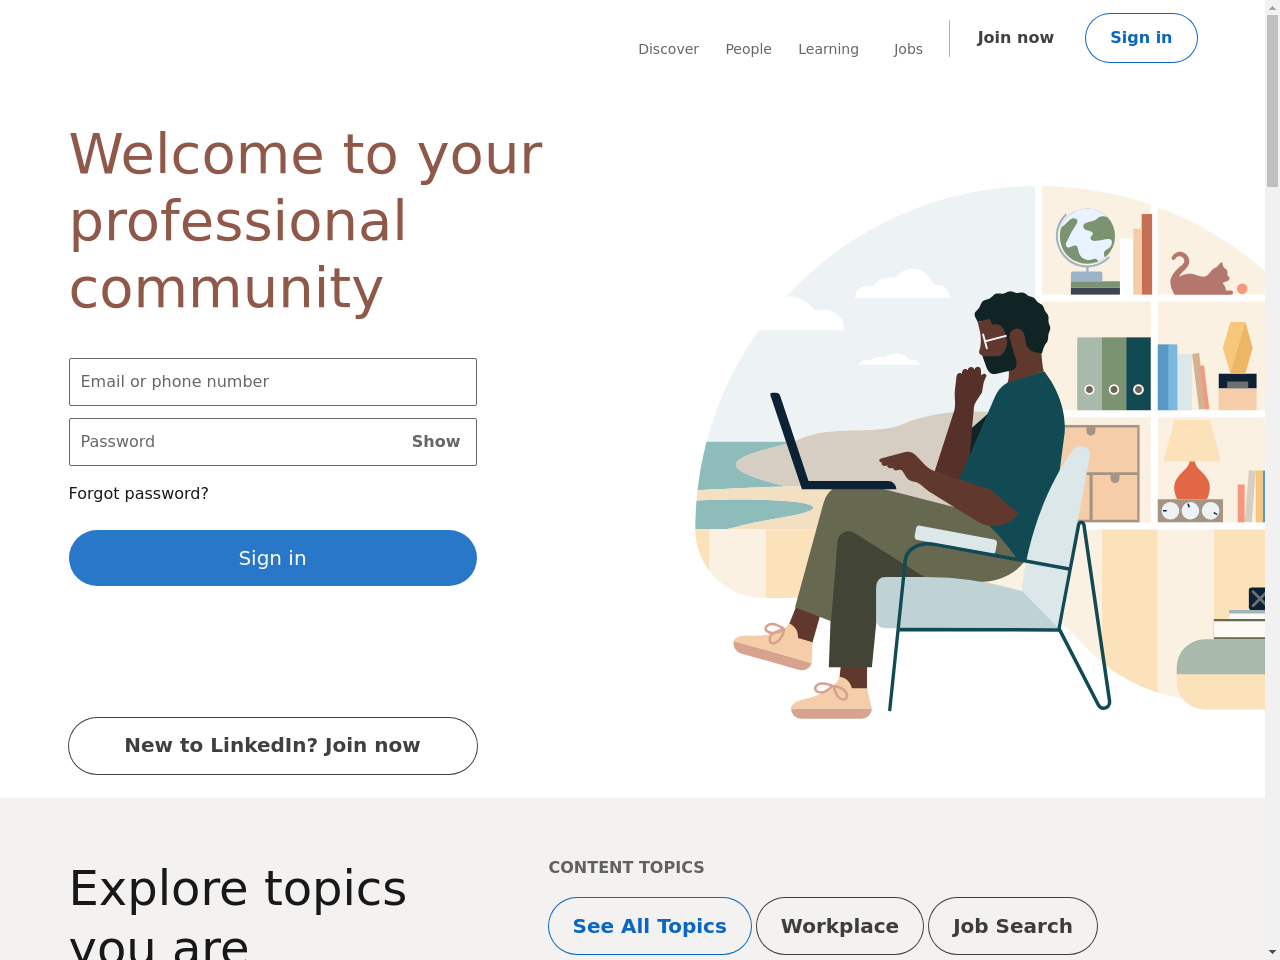 Discover
People
Learning
Jobs
Join now
Sign in
Welcome to your
professional
community
Email or phone number
Password
Show
Forgot password?
Sign in
New to LinkedIn? Join now
Explore topics
you are
CONTENT TOPICS
See All Topics
Workplace
Job Search